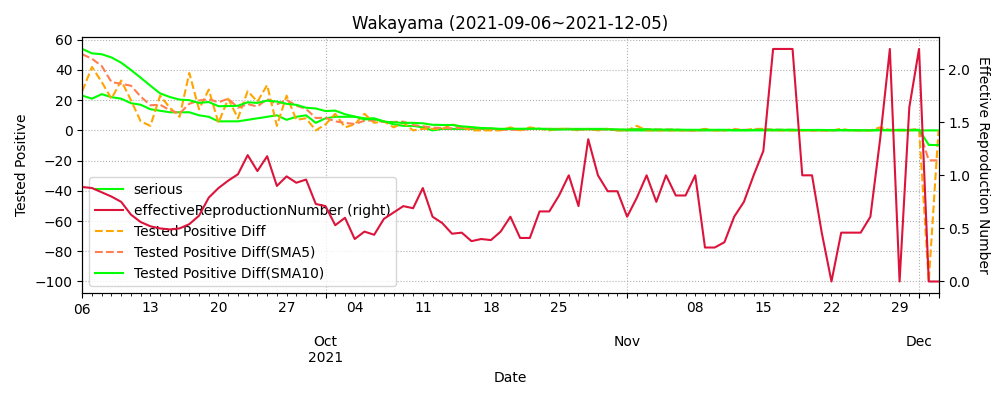 Wakayama (2021-09-06~2021-12-05)
60
40
20
0
−20
−40
−60
−80
−100
Tested Positive
2.0
1.5
1.0
0.5
0.0
Effective Reproduction Number
serious
effectiveReproductionNumber (right)
Tested Positive Diff
Tested Positive Diff(SMA5)
Tested Positive Diff(SMA10)
06 13 20 27 04 11 18 25 08 15 22 29
Oct Nov Dec
2021
Date